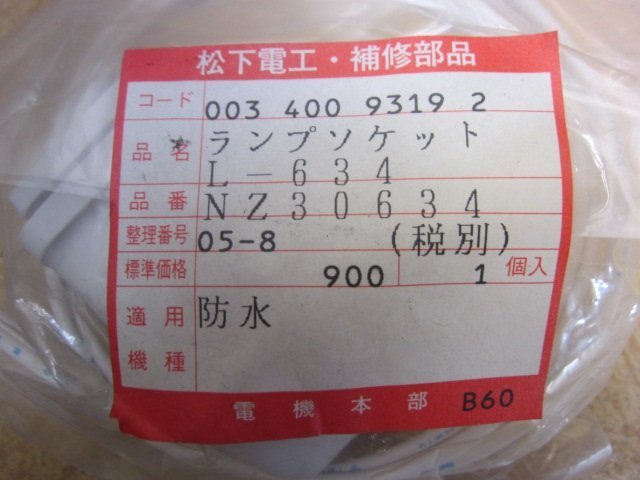 松下電工・補修部品
コード 003 400 9319 2
品名 ランプソケット
L-634
品番 NZ30634
整理番号 05-8 (税別)
標準価格 900 1 個入
適用 防水
機種
電機本部 B60